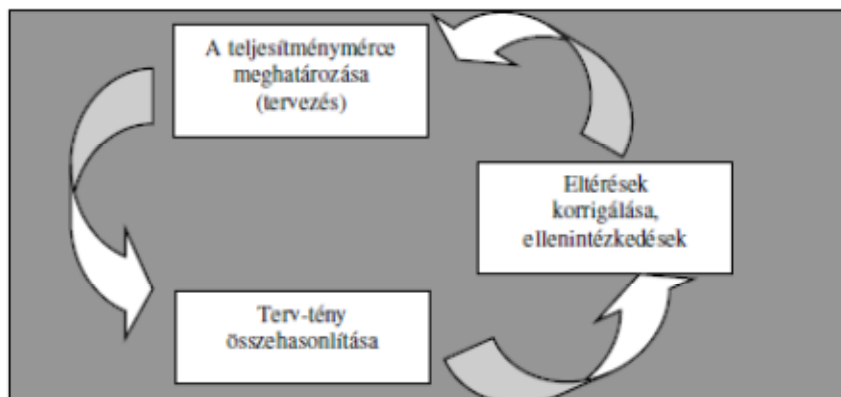 A teljesítménymérce
meghatározása
(tervezés)
Eltérések
korrigálása,
ellenintézkedések
Terv-tény
összehasonlítása